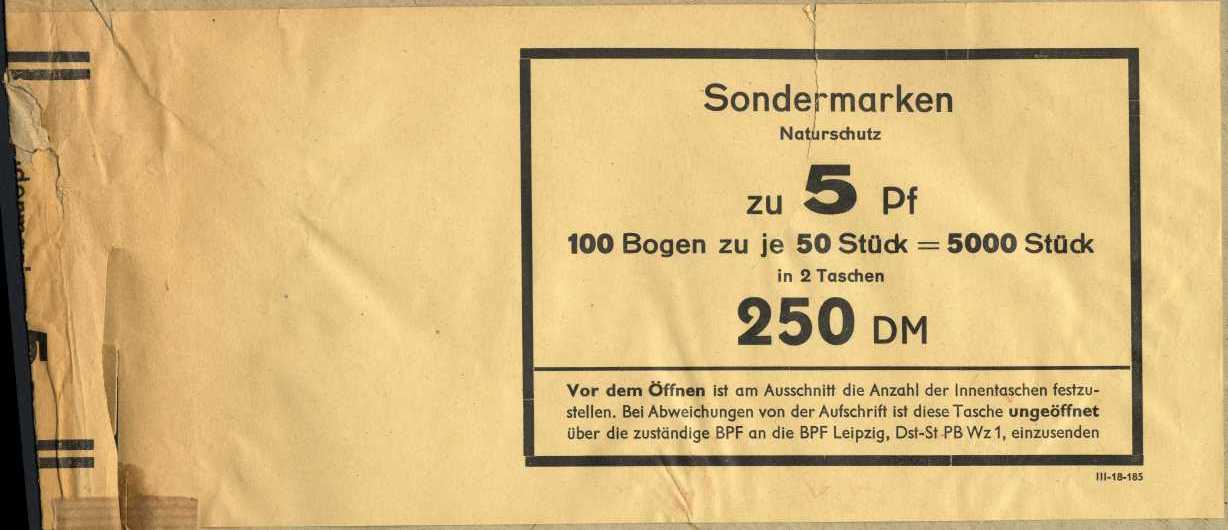 Sondermarken
Naturschutz
zu 5 Pf
100 Bogen zu je 50 Stück = 5000 Stück
in 2 Taschen
250 DM
Vor dem Öffnen ist am Ausschnitt die Anzahl der Innentaschen festzu-
stellen. Bei Abweichungen von der Aufschrift ist diese Tasche ungeöffnet
über die zuständige BPF an die BPF Leipzig, Dst-St PB Wz 1, einzusenden
III-18-185